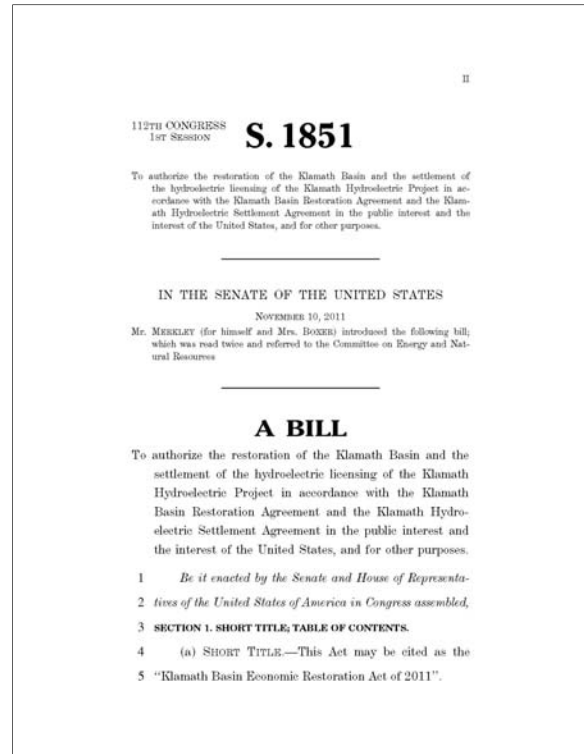 II
112TH CONGRESS
1ST SESSION
S. 1851
To authorize the restoration of the Klamath Basin and the settlement of
the hydroelectric licensing of the Klamath Hydroelectric Project in ac-
cordance with the Klamath Basin Restoration Agreement and the Klam-
ath Hydroelectric Settlement Agreement in the public interest and the
interest of the United States, and for other purposes.
IN THE SENATE OF THE UNITED STATES
NOVEMBER 10, 2011
Mr. MERKLEY (for himself and Mrs. BOXER) introduced the following bill;
which was read twice and referred to the Committee on Energy and Nat-
ural Resources
A BILL
To authorize the restoration of the Klamath Basin and the
settlement of the hydroelectric licensing of the Klamath
Hydroelectric Project in accordance with the Klamath
Basin Restoration Agreement and the Klamath Hydro-
electric Settlement Agreement in the public interest and
the interest of the United States, and for other purposes.
1 Be it enacted by the Senate and House of Representa-
2 tives of the United States of America in Congress assembled,
3 SECTION 1. SHORT TITLE; TABLE OF CONTENTS.
4 (a) SHORT TITLE.—This Act may be cited as the
5 “Klamath Basin Economic Restoration Act of 2011”.